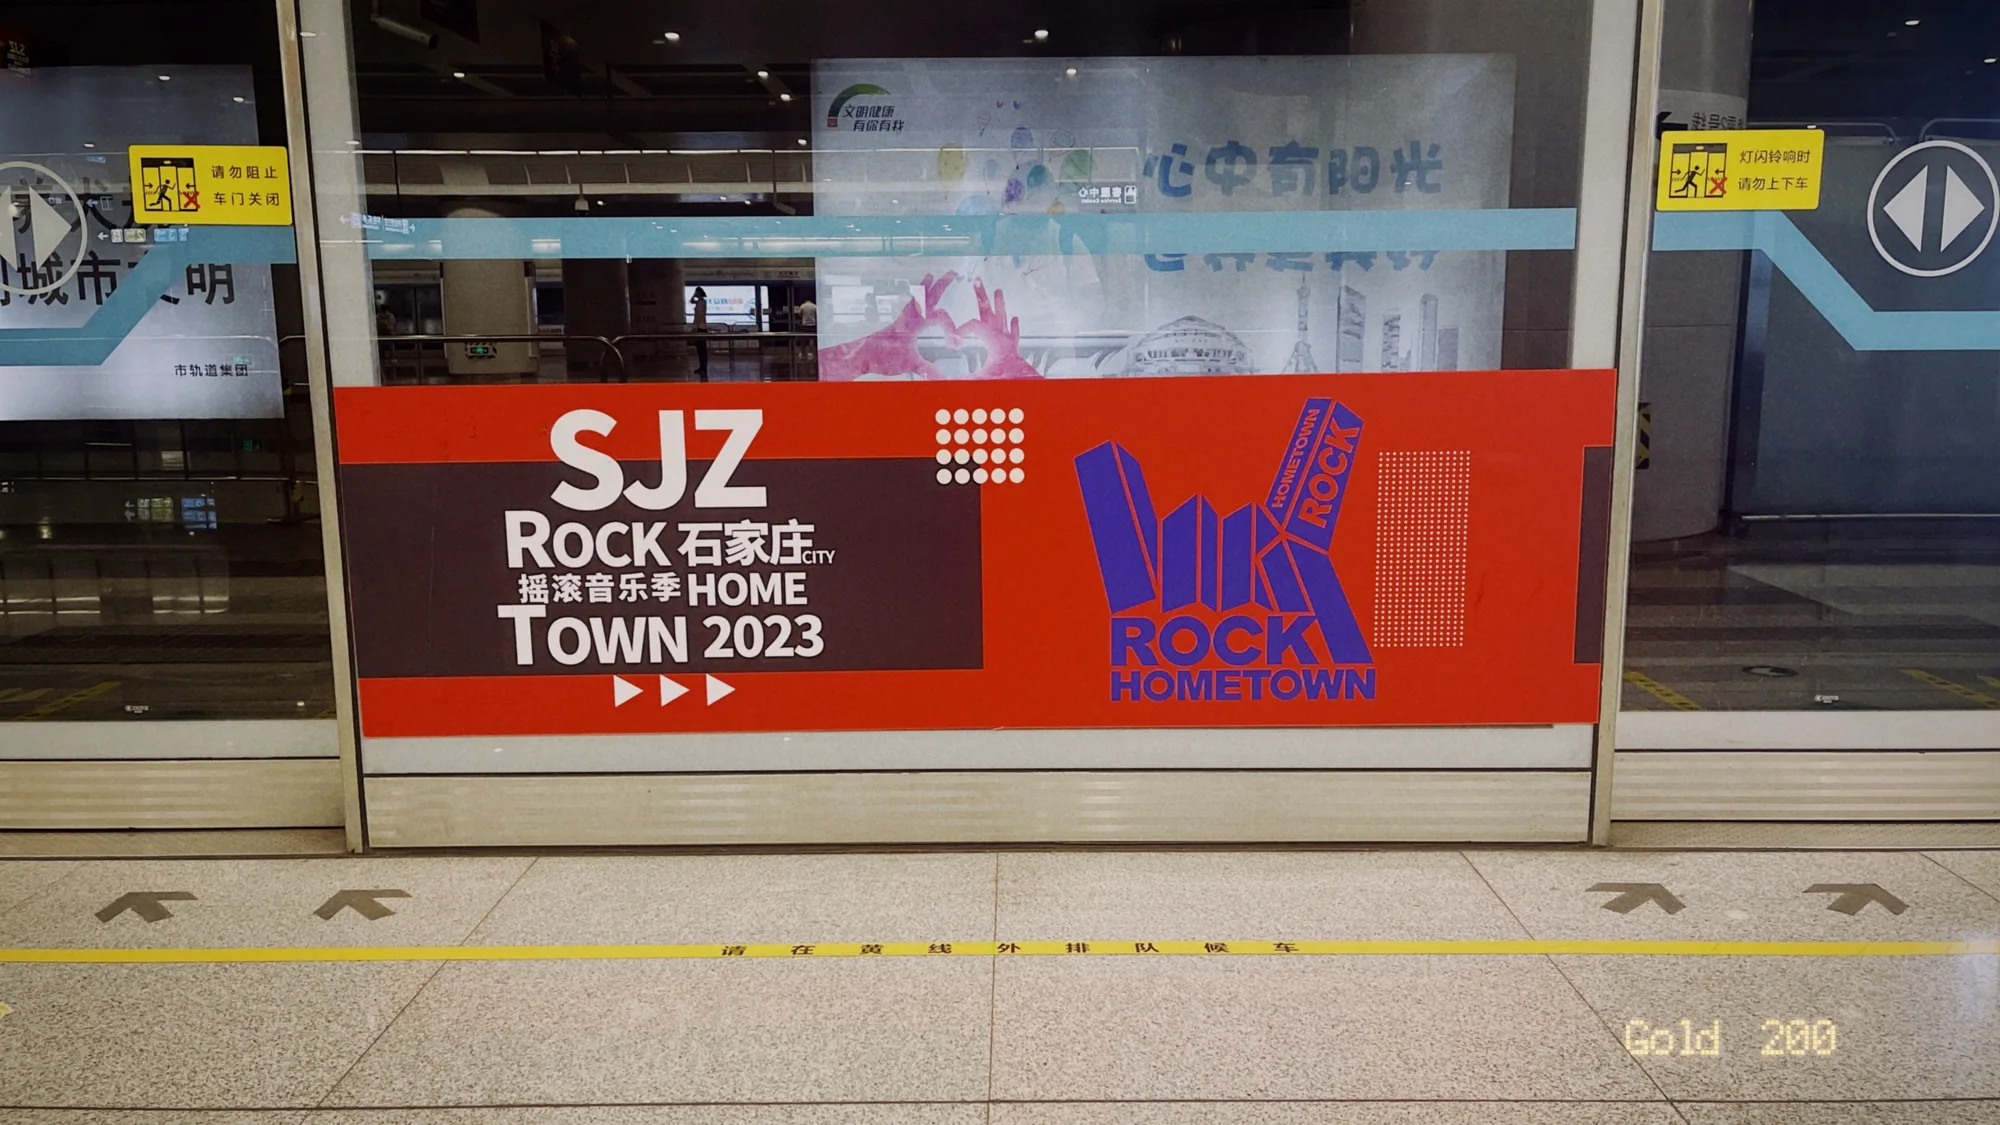 文明健康
有你有我
心中有阳光
请勿阻止
车门关闭
灯闪铃响时
请勿上下车
城市文明
市轨道集团
SJZ
ROCK 石家庄CITY
摇滚音乐季 HOME
TOWN 2023
HOMETOWN
ROCK
ROCK
HOMETOWN
请在黄线外排队候车
Gold 200